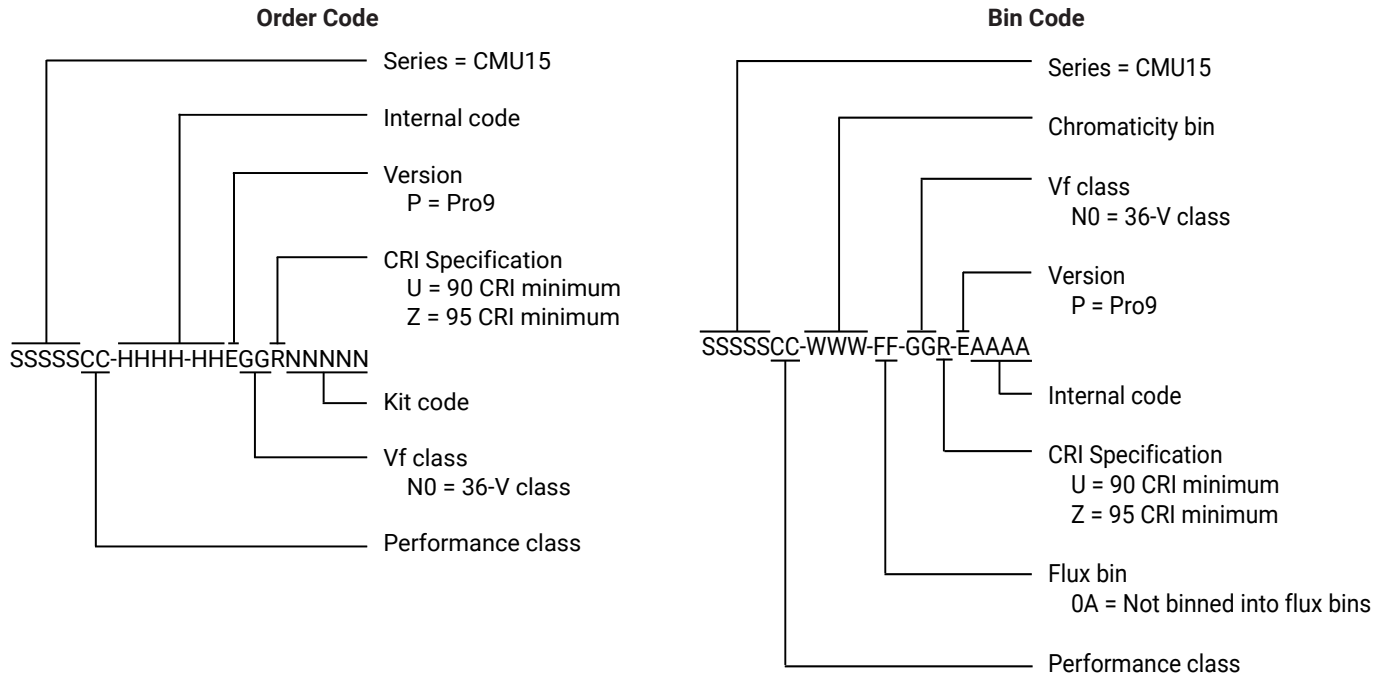 Order Code
Series = CMU15
Internal code
Version
P = Pro9
CRI Specification
U = 90 CRI minimum
Z = 95 CRI minimum
SSSSSCC-HHHH-HHEGGRNNNNN
Kit code
Vf class
N0 = 36-V class
Performance class
Bin Code
Series = CMU15
Chromaticity bin
Vf class
N0 = 36-V class
Version
P = Pro9
SSSSSCC-WWW-FF-GGR-EAAAA
Internal code
CRI Specification
U = 90 CRI minimum
Z = 95 CRI minimum
Flux bin
0A = Not binned into flux bins
Performance class